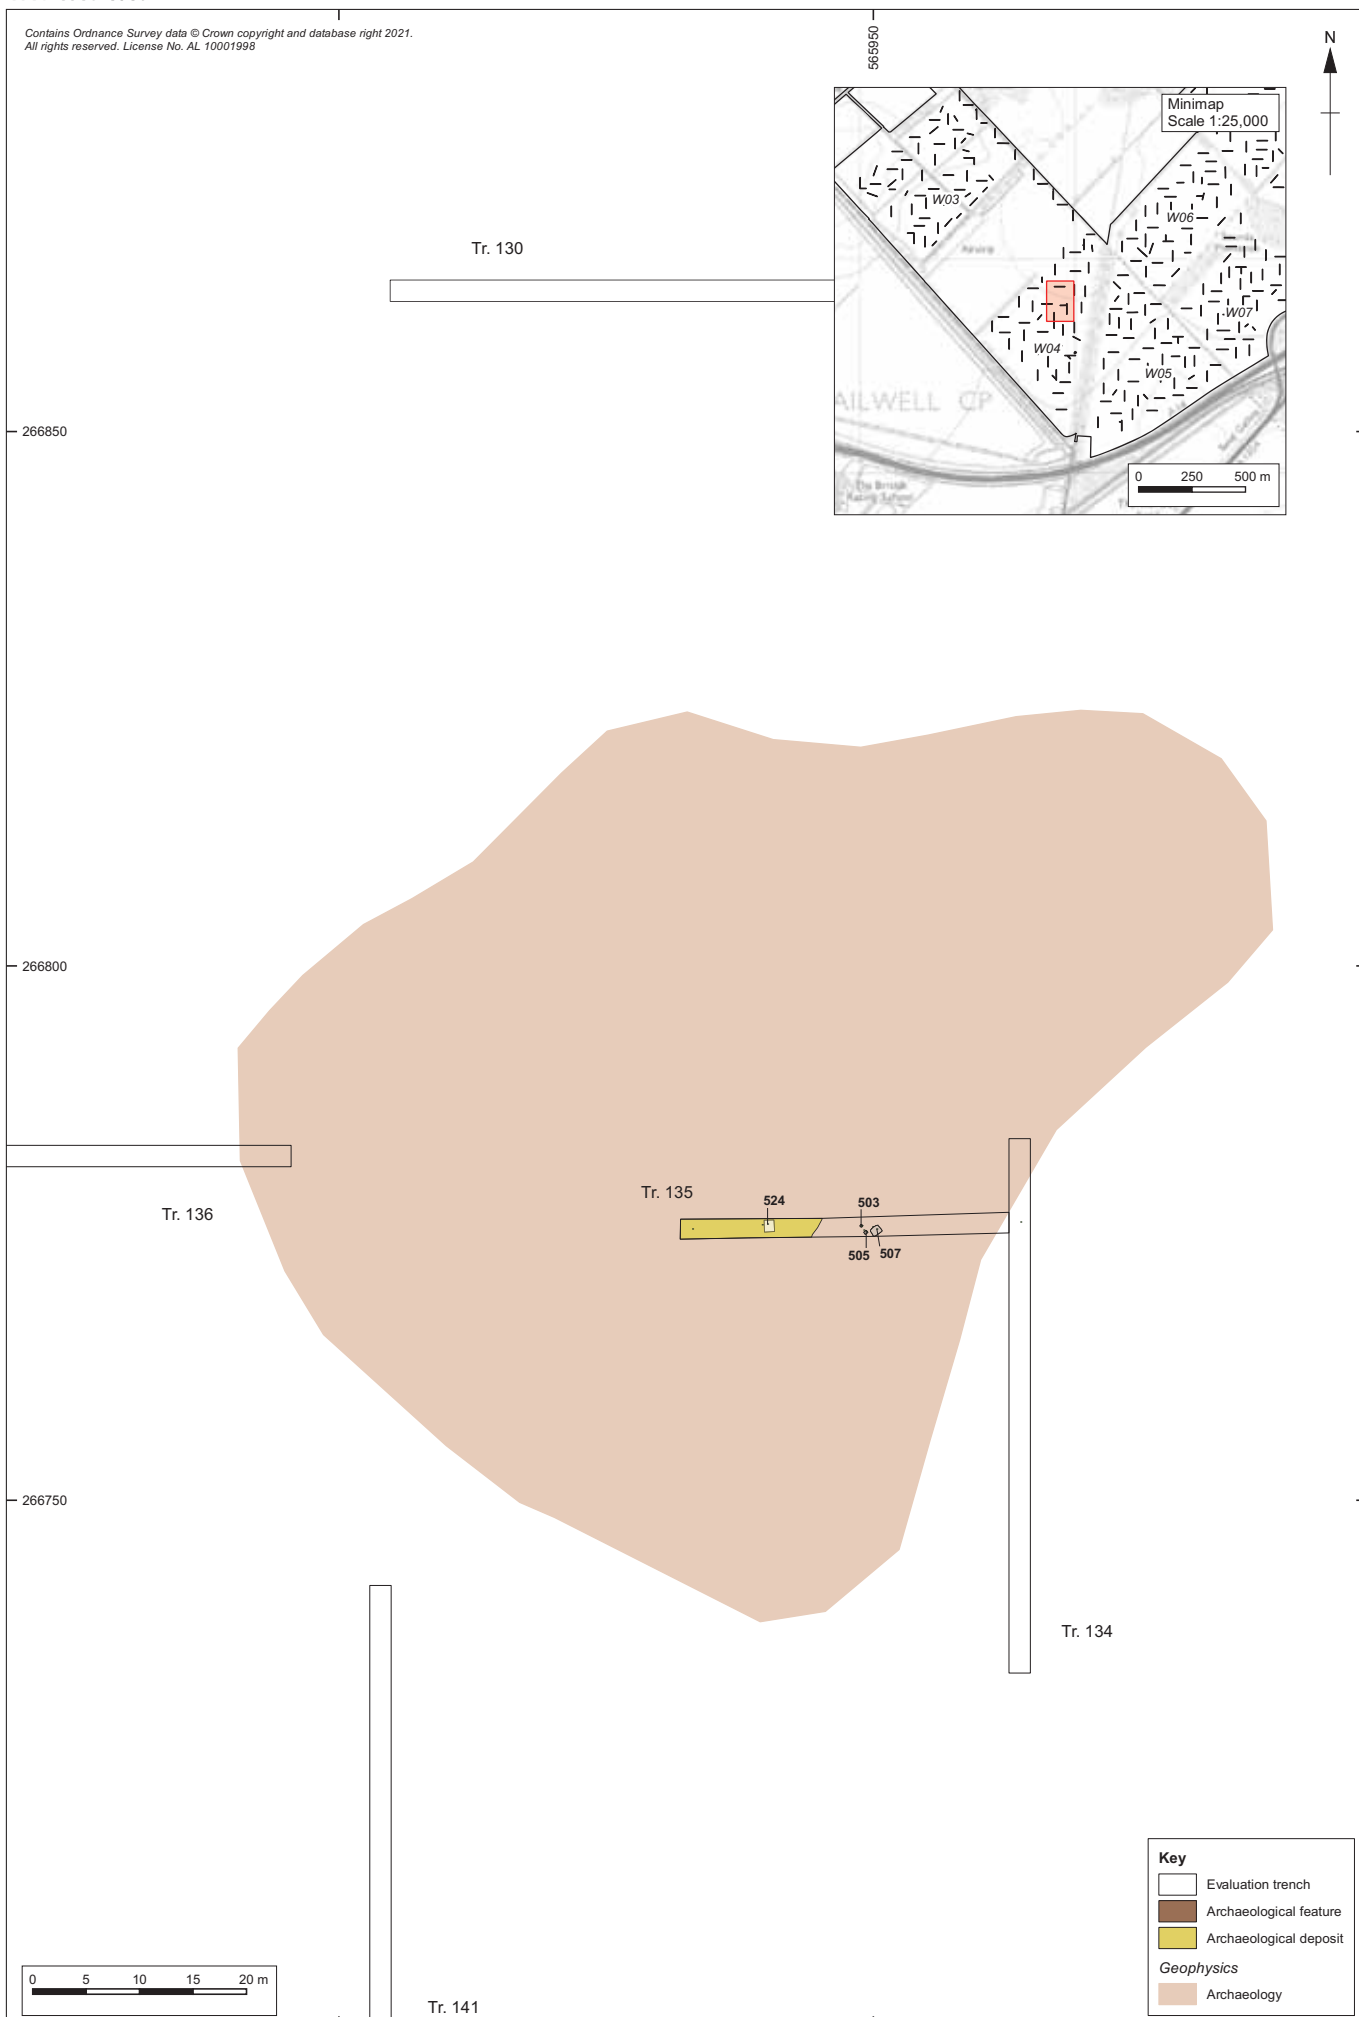 Contains Ordnance Survey data © Crown copyright and database right 2021.
All rights reserved. License No. AL 10001998
565950
N
Minimap
Scale 1:25,000
W03
W06
W07
W04
W05
AILWELL CP
0 250 500 m
Tr. 130
266850
266800
Tr. 136
Tr. 135
524
503
505
507
266750
Tr. 134
Tr. 141
0 5 10 15 20 m
Key
Evaluation trench
Archaeological feature
Archaeological deposit
Geophysics
Archaeology